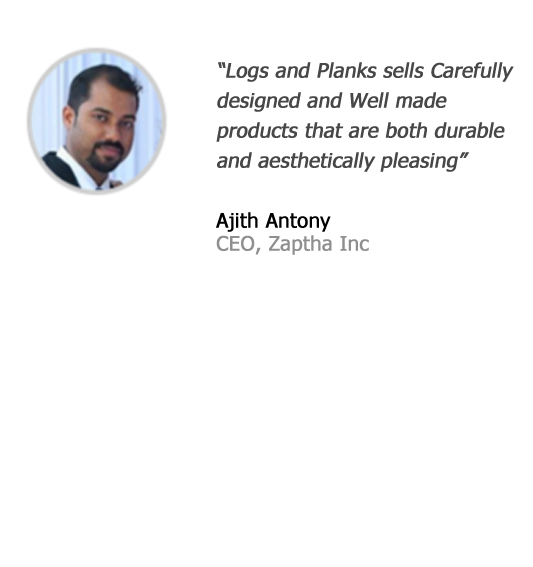 “Logs and Planks sells Carefully
designed and Well made
products that are both durable
and aesthetically pleasing”
Ajith Antony
CEO, Zaptha Inc